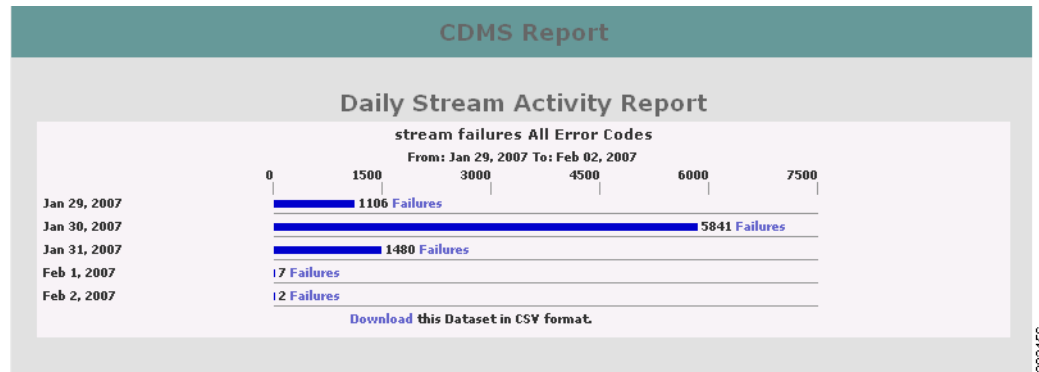 CDMS Report
Daily Stream Activity Report
stream failures All Error Codes
From: Jan 29, 2007 To: Feb 02, 2007
0 1500 3000 4500 6000 7500
Jan 29, 2007 1106 Failures
Jan 30, 2007 5841 Failures
Jan 31, 2007 1480 Failures
Feb 1, 2007 7 Failures
Feb 2, 2007 2 Failures
Download this Dataset in CSV format.